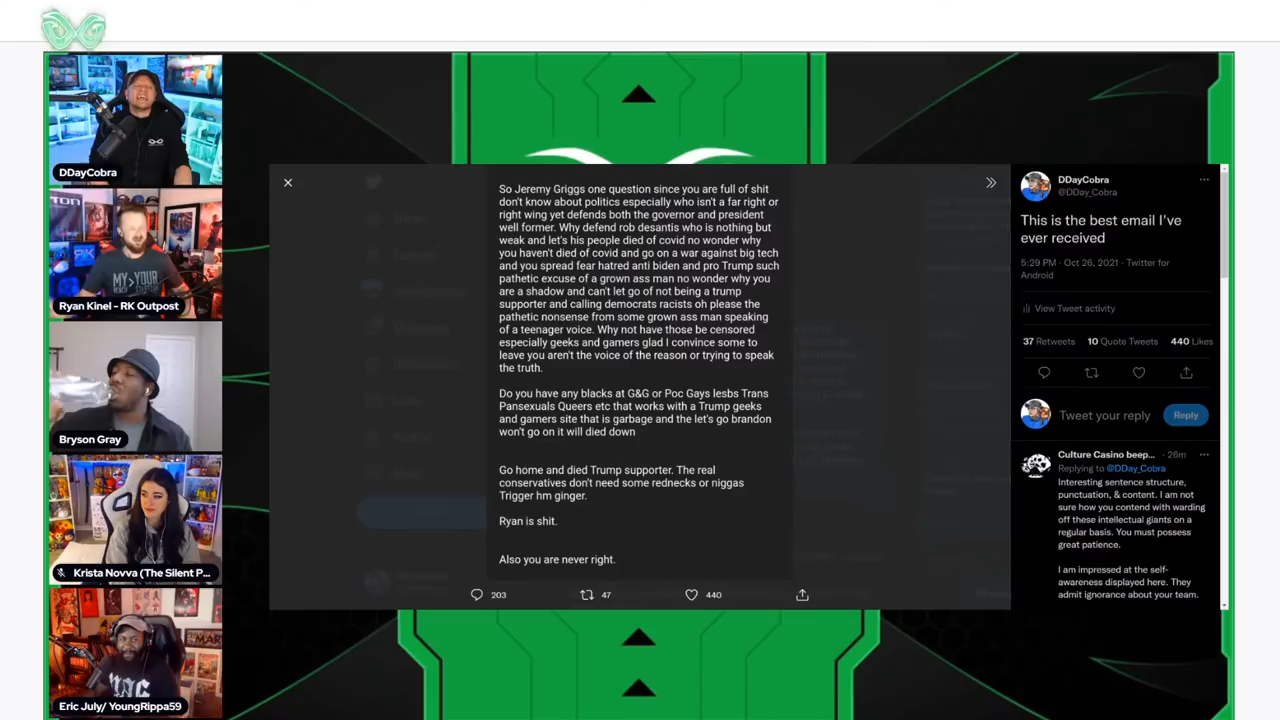 DDayCobra
Ryan Kinel - RK Outpost
MY>YOUR
Bryson Gray
Krista Novva (The Silent P...
Eric July/ YoungRippa59
So Jeremy Griggs one question since you are full of shit
don't know about politics especially who isn't a far right or
right wing yet defends both the governor and president
well former. Why defend rob desantis who is nothing but
weak and let's his people died of covid no wonder why
you haven't died of covid and go on a war against big tech
and you spread fear hatred anti biden and pro Trump such
pathetic excuse of a grown ass man no wonder why you
are a shadow and can't let go of not being a trump
supporter and calling democrats racists oh please the
pathetic nonsense from some grown ass man speaking
of a teenager voice. Why not have those be censored
especially geeks and gamers glad I convince some to
leave you aren't the voice of the reason or trying to speak
the truth.
Do you have any blacks at G&G or Poc Gays lesbs Trans
Pansexuals Queers etc that works with a Trump geeks
and gamers site that is garbage and the let's go brandon
won't go on it will died down
Go home and died Trump supporter. The real
conservatives don't need some rednecks or niggas
Trigger hm ginger.
Ryan is shit.
Also you are never right.
203
47
440
DDayCobra
@DDay_Cobra
This is the best email I've
ever received
5:29 PM · Oct 26, 2021 · Twitter for
Android
View Tweet activity
37 Retweets 10 Quote Tweets 440 Likes
Tweet your reply
Reply
Culture Casino beep... · 26m
Replying to @DDay_Cobra
Interesting sentence structure,
punctuation, & content. I am not
sure how you contend with warding
off these intellectual giants on a
regular basis. You must possess
great patience.
I am impressed at the self-
awareness displayed here. They
admit ignorance about your team.